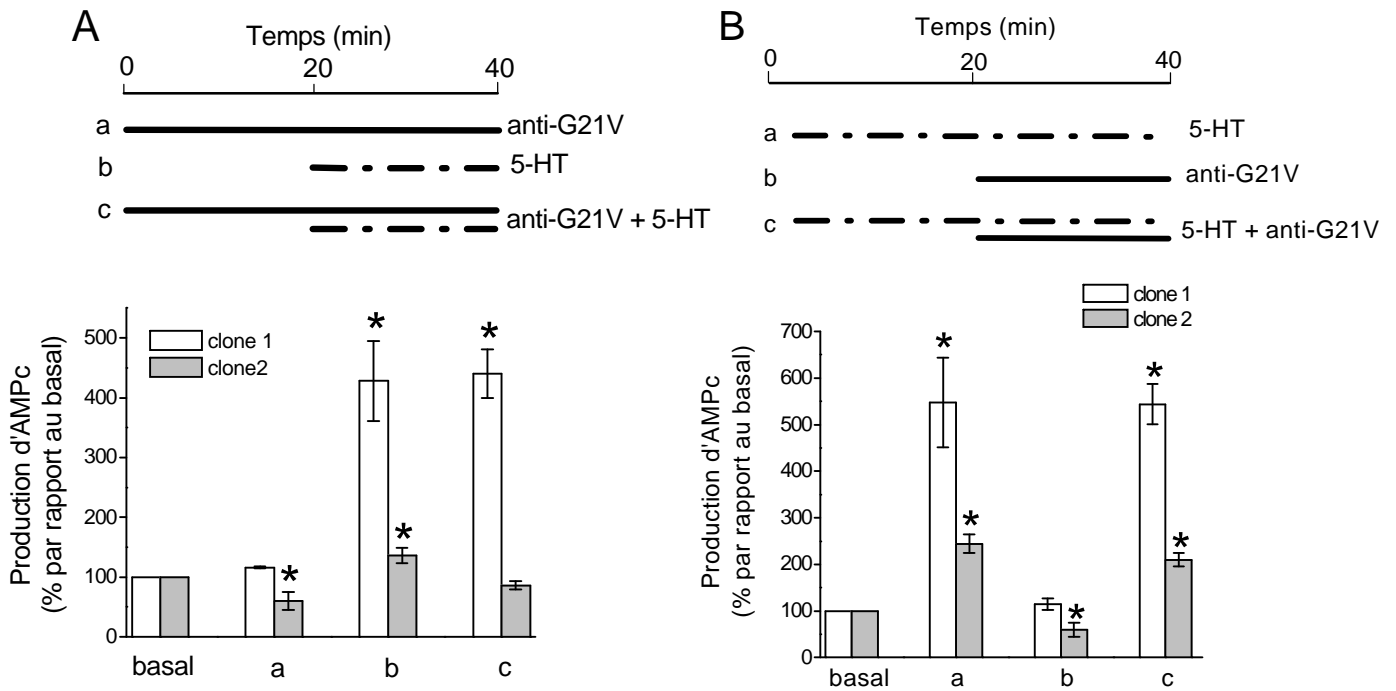 A
Temps (min)
0 20 40
a anti-G21V
b 5-HT
c anti-G21V + 5-HT
Production d'AMPc
(% par rapport au basal)
500
400
300
200
100
0
clone 1
clone2
* * * *
basal a b c
B
Temps (min)
0 20 40
a 5-HT
b anti-G21V
c 5-HT + anti-G21V
Production d'AMPc
(% par rapport au basal)
700
600
500
400
300
200
100
0
clone 1
clone 2
* * * * *
basal a b c